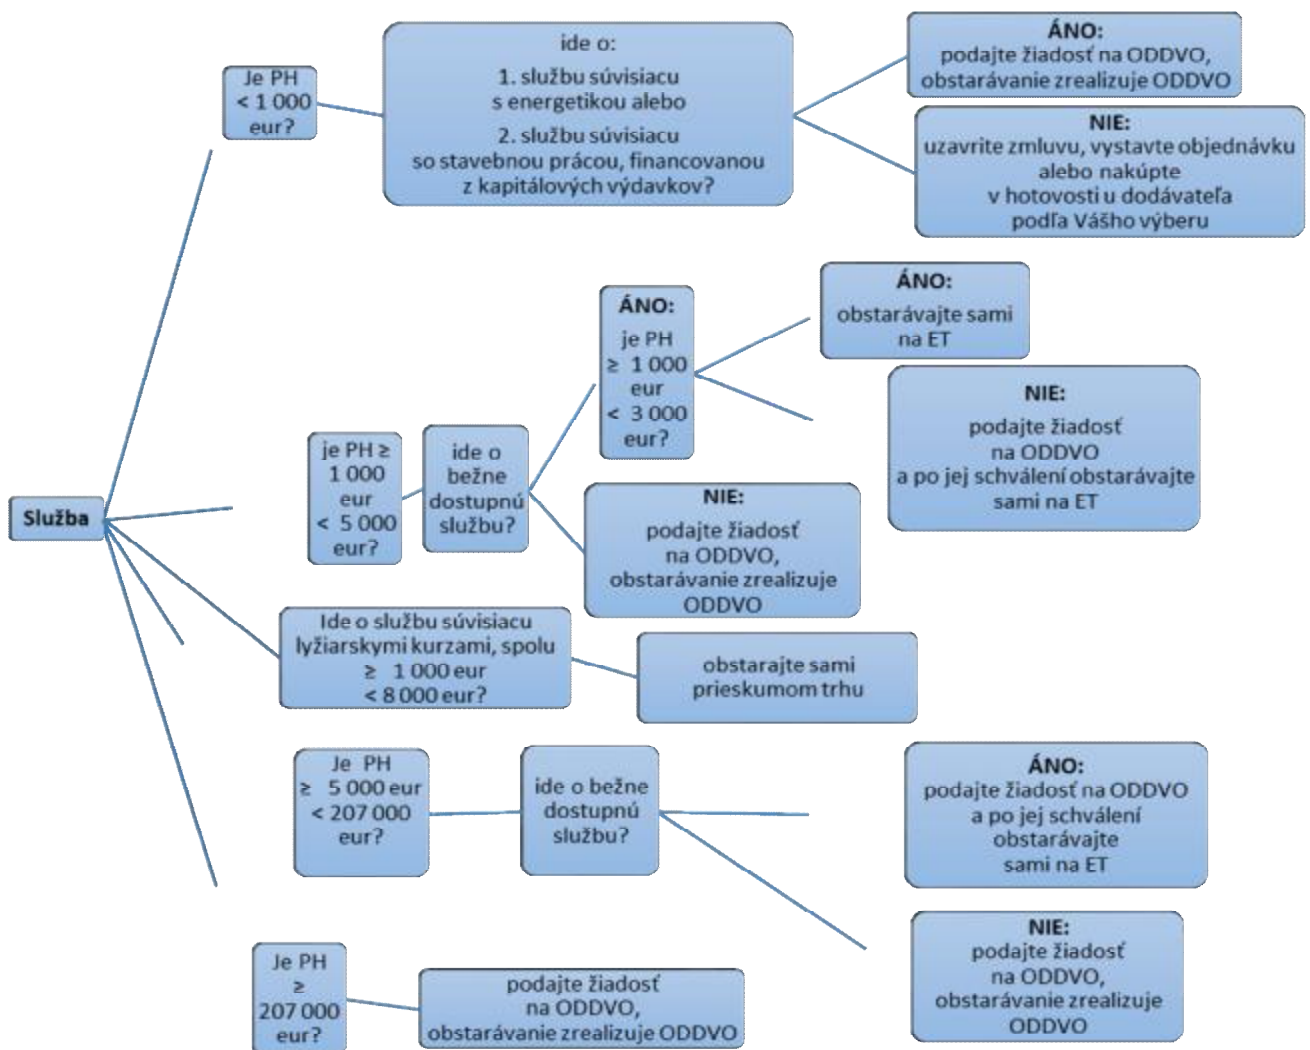 Služba
Je PH
< 1 000
eur?
ide o:
1. službu súvisiacu
s energetikou alebo
2. službu súvisiacu
so stavebnou prácou, financovanou
z kapitálových výdavkov?
ÁNO:
podajte žiadosť na ODDVO,
obstarávanie zrealizuje ODDVO
NIE:
uzavrite zmluvu, vystavte objednávku
alebo nakúpte
v hotovosti u dodávateľa
podľa Vášho výberu
je PH ≥
1 000
eur
< 5 000
eur?
ide o
bežne
dostupnú
službu?
ÁNO:
je PH
≥ 1 000
eur
< 3 000
eur?
ÁNO:
obstarávajte sami
na ET
NIE:
podajte žiadosť
na ODDVO
a po jej schválení obstarávajte
sami na ET
NIE:
podajte žiadosť
na ODDVO,
obstarávanie zrealizuje
ODDVO
Ide o službu súvisiacu
lyžiarskymi kurzami, spolu
≥ 1 000 eur
< 8 000 eur?
obstarajte sami
prieskumom trhu
Je PH
≥ 5 000 eur
< 207 000
eur?
ide o bežne
dostupnú
službu?
ÁNO:
podajte žiadosť na ODDVO
a po jej schválení
obstarávajte
sami na ET
NIE:
podajte žiadosť
na ODDVO,
obstarávanie zrealizuje
ODDVO
Je PH
≥
207 000
eur?
podajte žiadosť
na ODDVO,
obstarávanie zrealizuje ODDVO